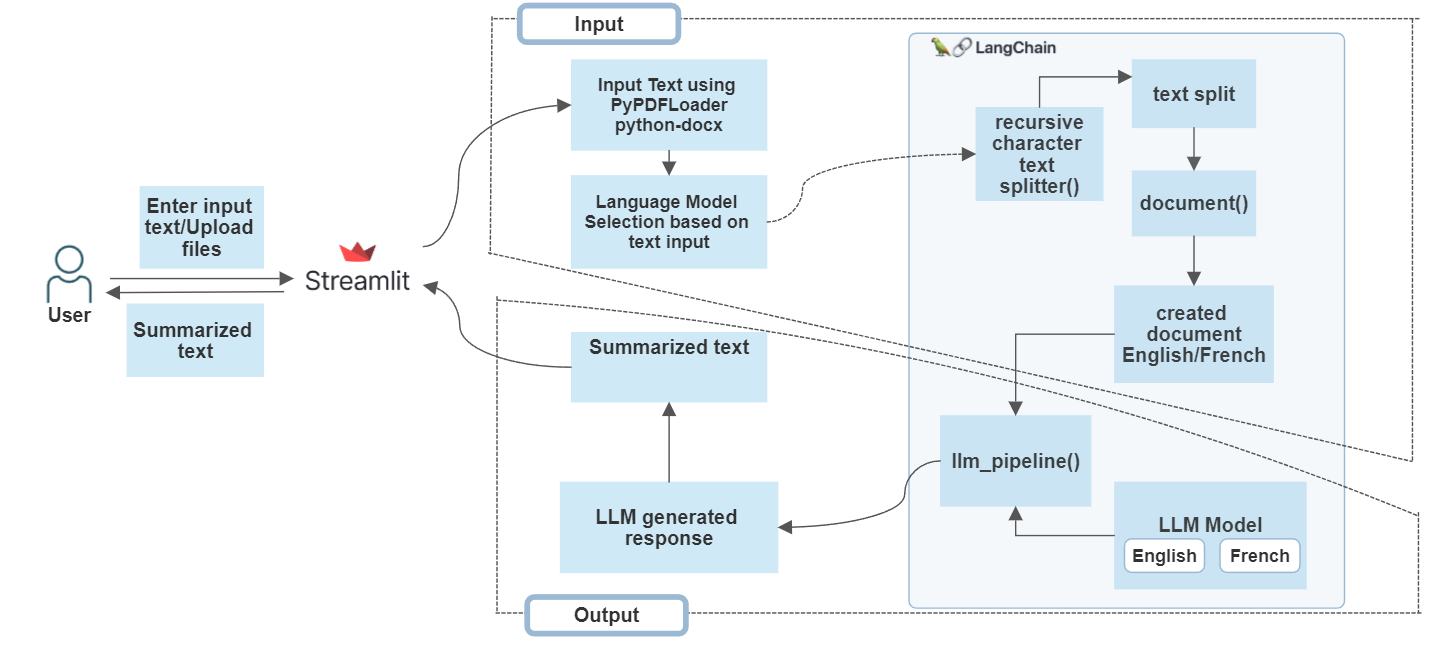 Input
LangChain
Input Text using
PyPDFLoader
python-docx
text split
recursive
character
text
splitter()
Language Model
Selection based on
text input
document()
Enter input
text/Upload
files
Streamlit
User
Summarized
text
created
document
English/French
Summarized text
llm_pipeline()
LLM generated
response
LLM Model
English
French
Output